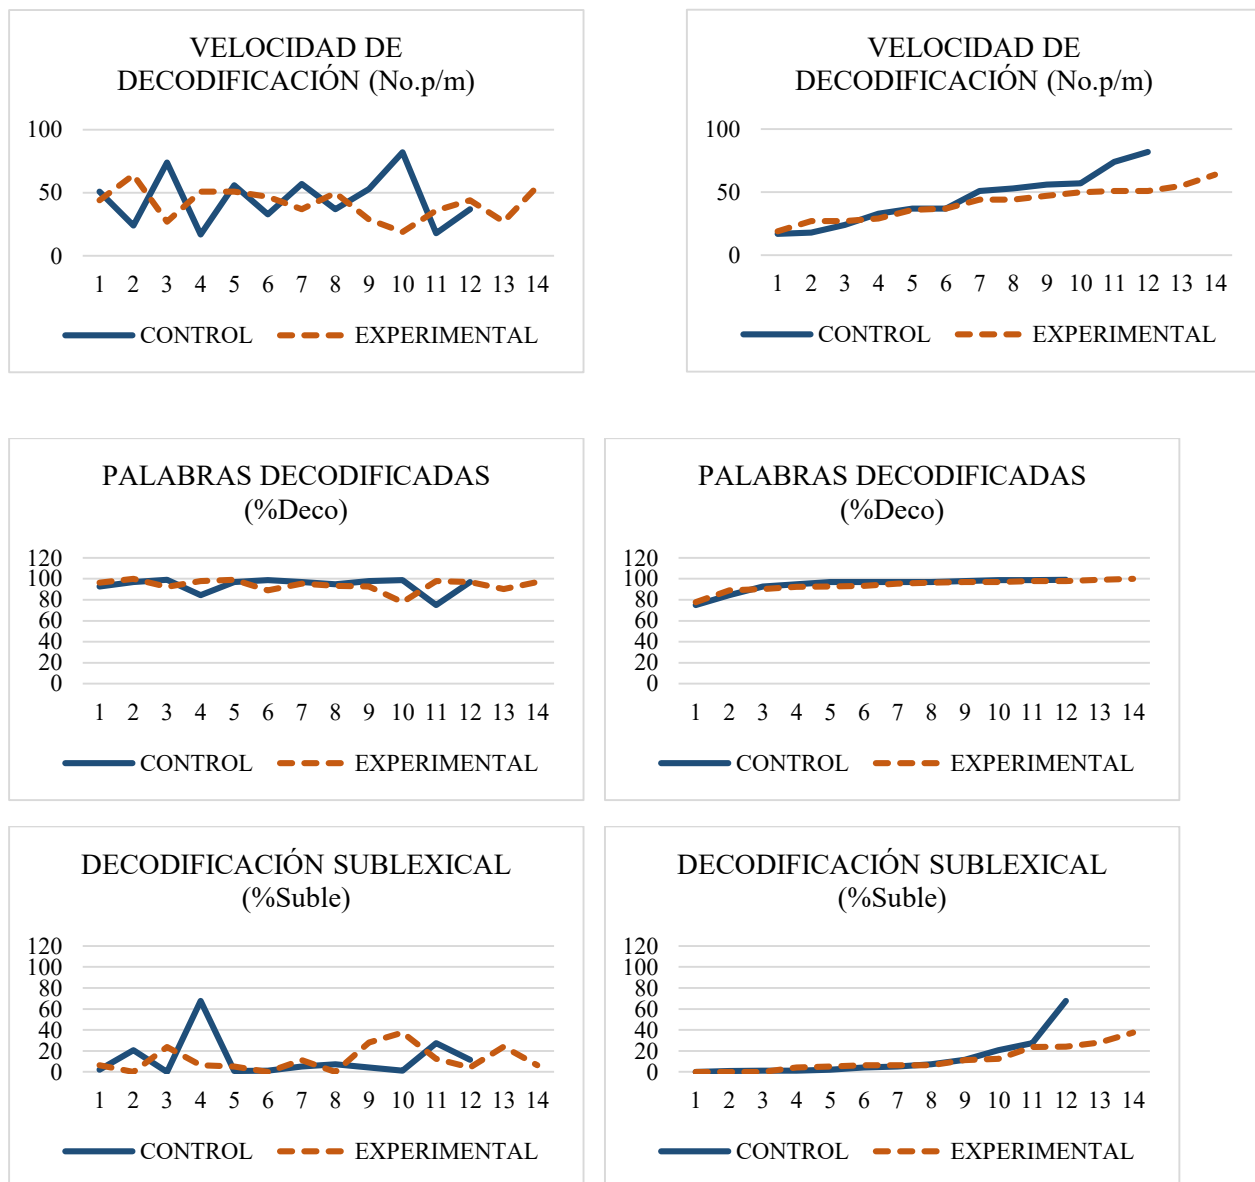 VELOCIDAD DE
DECODIFICACIÓN (No.p/m)
100
50
0
1 2 3 4 5 6 7 8 9 10 11 12 13 14
CONTROL EXPERIMENTAL
VELOCIDAD DE
DECODIFICACIÓN (No.p/m)
100
50
0
1 2 3 4 5 6 7 8 9 10 11 12 13 14
CONTROL EXPERIMENTAL
PALABRAS DECODIFICADAS
(%Deco)
120
100
80
60
40
20
0
1 2 3 4 5 6 7 8 9 10 11 12 13 14
CONTROL EXPERIMENTAL
PALABRAS DECODIFICADAS
(%Deco)
120
100
80
60
40
20
0
1 2 3 4 5 6 7 8 9 10 11 12 13 14
CONTROL EXPERIMENTAL
DECODIFICACIÓN SUBLEXICAL
(%Suble)
120
100
80
60
40
20
0
1 2 3 4 5 6 7 8 9 10 11 12 13 14
CONTROL EXPERIMENTAL
DECODIFICACIÓN SUBLEXICAL
(%Suble)
120
100
80
60
40
20
0
1 2 3 4 5 6 7 8 9 10 11 12 13 14
CONTROL EXPERIMENTAL